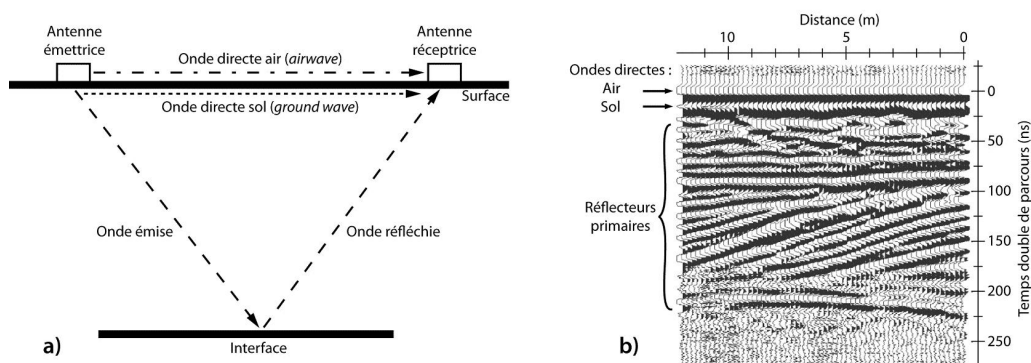 Antenne
émettrice
Antenne
réceptrice
Onde directe air (airwave)
Surface
Onde directe sol (ground wave)
Onde émise
Onde réfléchie
Interface
a)
Distance (m)
10
5
0
Ondes directes :
Air
Sol
Réflecteurs
primaires
0
50
100
150
200
250
Temps double de parcours (ns)
b)